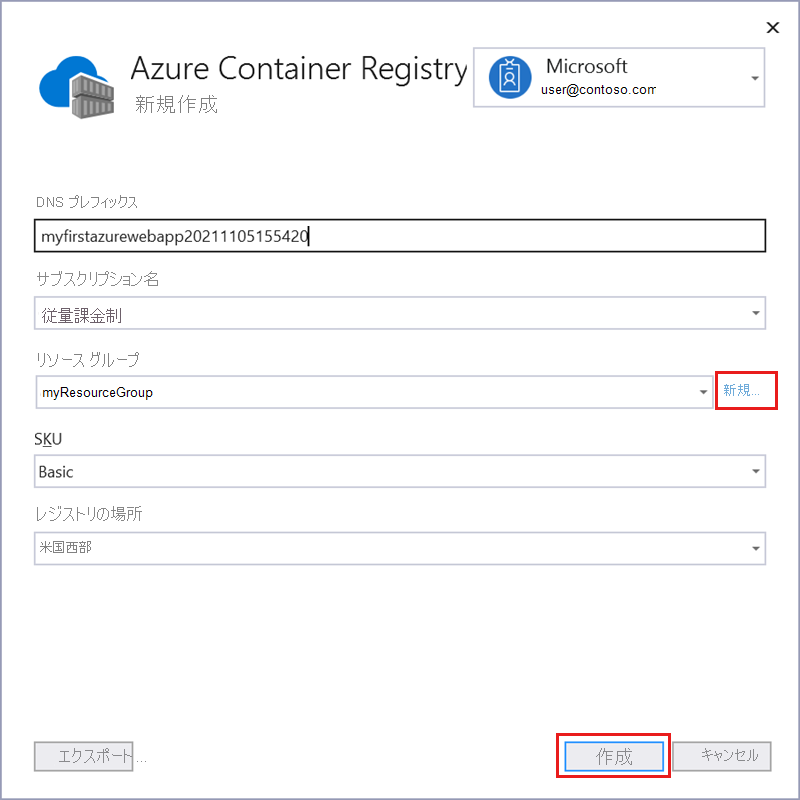 Azure Container Registry
新規作成
Microsoft
user@contoso.com
DNS プレフィックス
myfirstazurewebapp20211105155420
サブスクリプション名
従量課金制
リソース グループ
myResourceGroup
新規...
SKU
Basic
レジストリの場所
米国西部
エクスポート...
作成
キャンセル